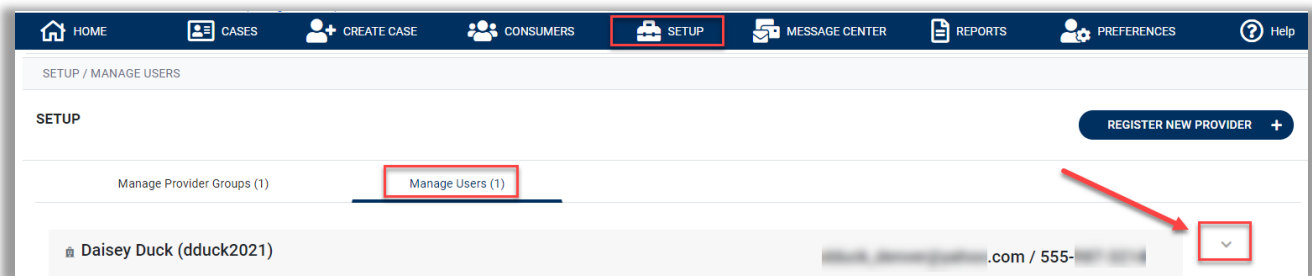 HOME CASES CREATE CASE CONSUMERS SETUP MESSAGE CENTER REPORTS PREFERENCES ? Help
SETUP / MANAGE USERS
SETUP
REGISTER NEW PROVIDER +
Manage Provider Groups (1) Manage Users (1)
Daisey Duck (dduck2021) .com / 555-